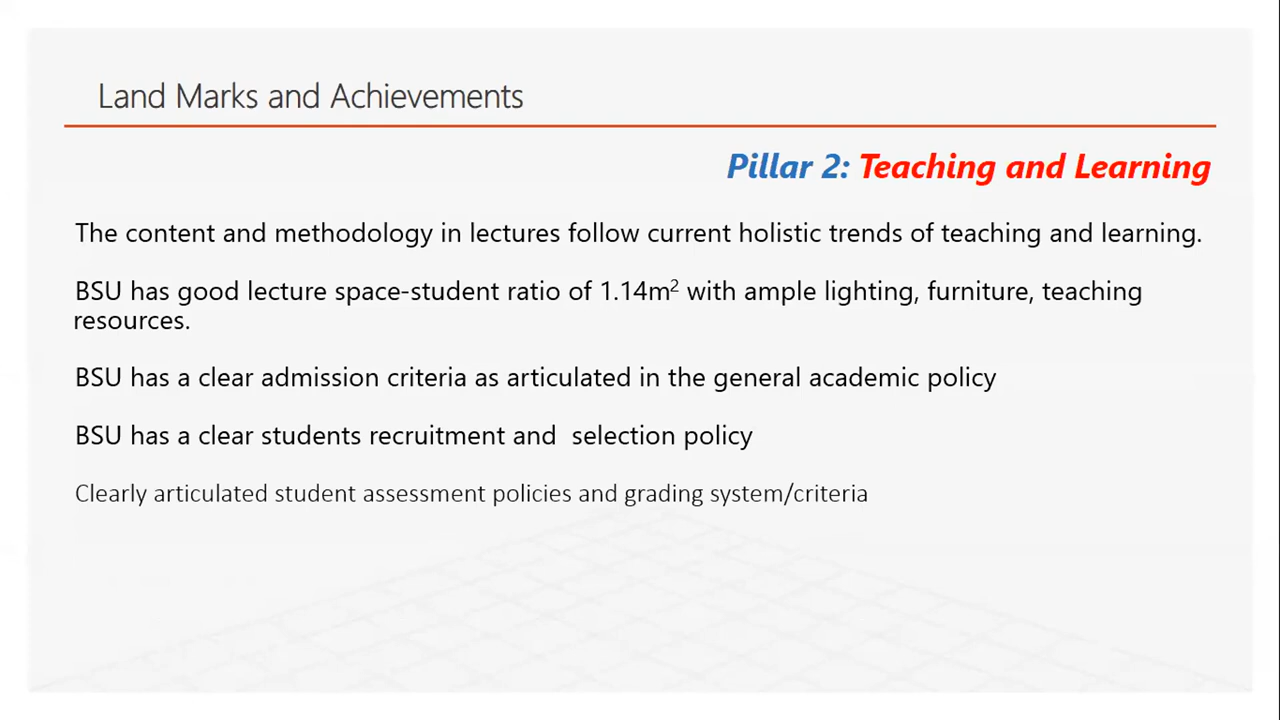 Land Marks and Achievements
Pillar 2: Teaching and Learning
The content and methodology in lectures follow current holistic trends of teaching and learning.
BSU has good lecture space-student ratio of 1.14m² with ample lighting, furniture, teaching
resources.
BSU has a clear admission criteria as articulated in the general academic policy
BSU has a clear students recruitment and  selection policy
Clearly articulated student assessment policies and grading system/criteria